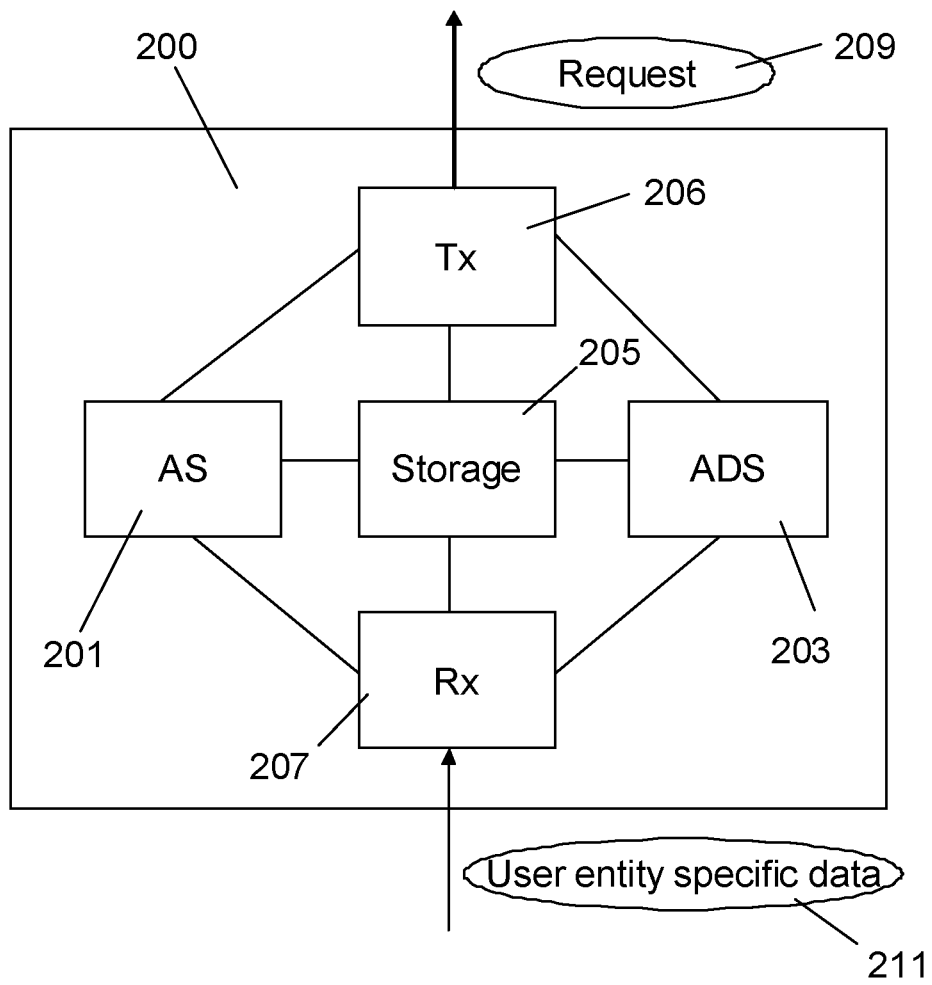 200
Request
209
206
Tx
205
AS
Storage
ADS
201
203
Rx
207
User entity specific data
211